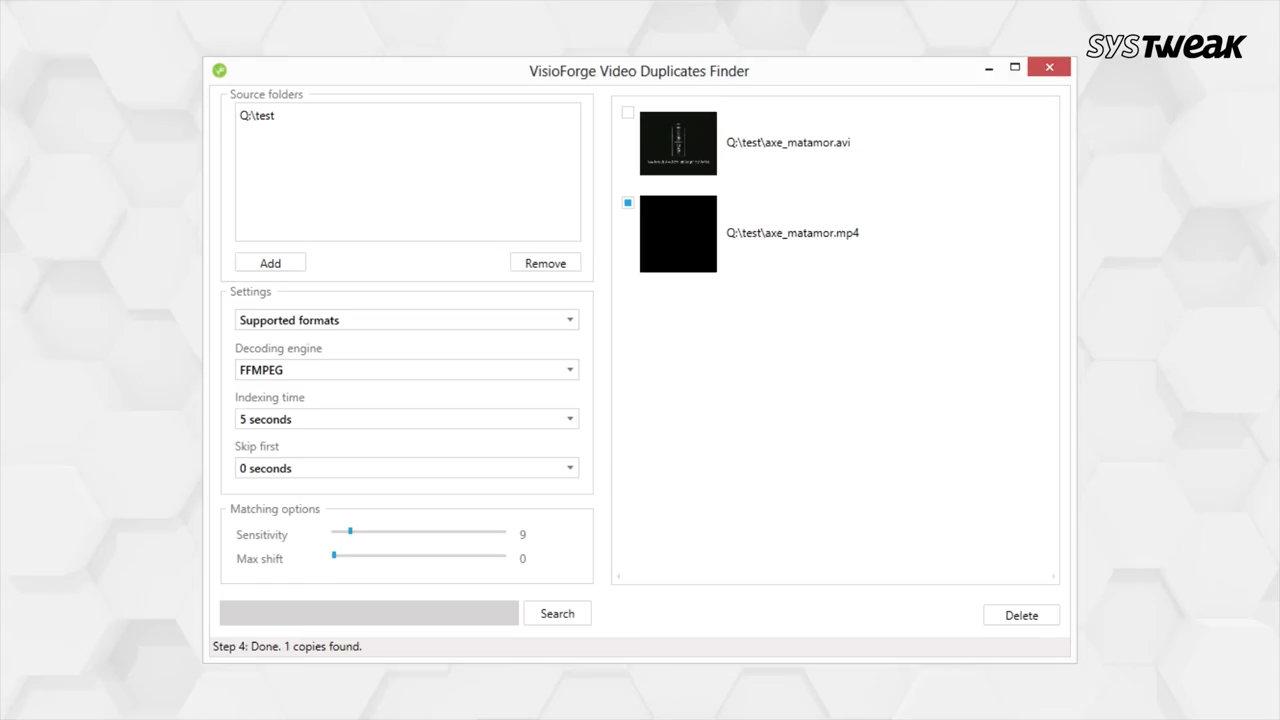 SYSTWEAK
VisioForge Video Duplicates Finder
Source folders
Q:\test
Add
Remove
Settings
Supported formats
Decoding engine
FFMPEG
Indexing time
5 seconds
Skip first
0 seconds
Matching options
Sensitivity 9
Max shift 0
Search
Step 4: Done. 1 copies found.
Q:\test\axe_matamor.avi
Q:\test\axe_matamor.mp4
Delete